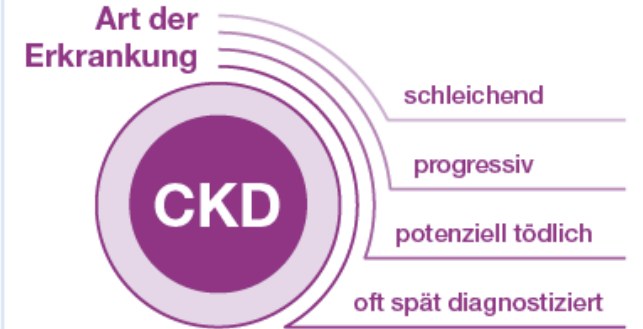 Art der
Erkrankung
CKD
schleichend
progressiv
potenziell tödlich
oft spät diagnostiziert